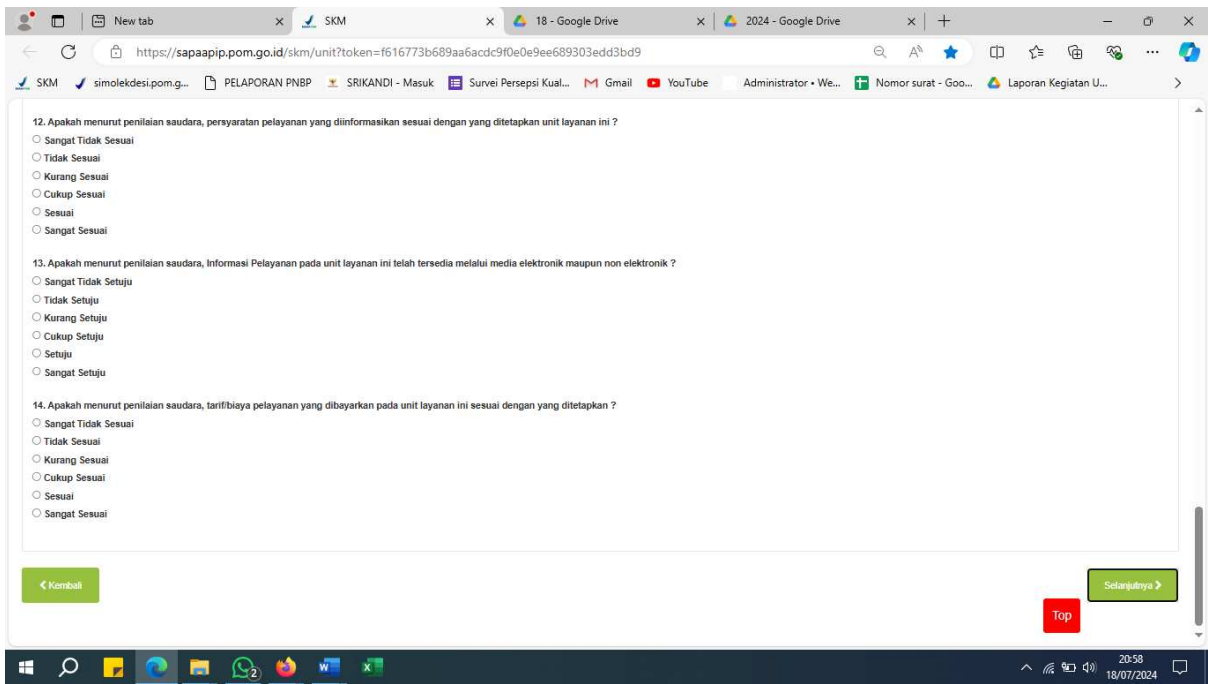 New tab
SKM
18 - Google Drive
2024 - Google Drive
https://sapaapip.pom.go.id/skm/unit?token=f616773b689aa6acdc9f0e0e9ee689303edd3bd9
SKM simolekdesi.pom.g... PELAPORAN PNBP SRIKANDI - Masuk Survei Persepsi Kual... Gmail YouTube Administrator • We... Nomor surat - Goo... Laporan Kegiatan U...
12. Apakah menurut penilaian saudara, persyaratan pelayanan yang diinformasikan sesuai dengan yang ditetapkan unit layanan ini ?
Sangat Tidak Sesuai
Tidak Sesuai
Kurang Sesuai
Cukup Sesuai
Sesuai
Sangat Sesuai
13. Apakah menurut penilaian saudara, Informasi Pelayanan pada unit layanan ini telah tersedia melalui media elektronik maupun non elektronik ?
Sangat Tidak Setuju
Tidak Setuju
Kurang Setuju
Cukup Setuju
Setuju
Sangat Setuju
14. Apakah menurut penilaian saudara, tarif/biaya pelayanan yang dibayarkan pada unit layanan ini sesuai dengan yang ditetapkan ?
Sangat Tidak Sesuai
Tidak Sesuai
Kurang Sesuai
Cukup Sesuai
Sesuai
Sangat Sesuai
Kembali
Selanjutnya
Top
2
20:58
18/07/2024